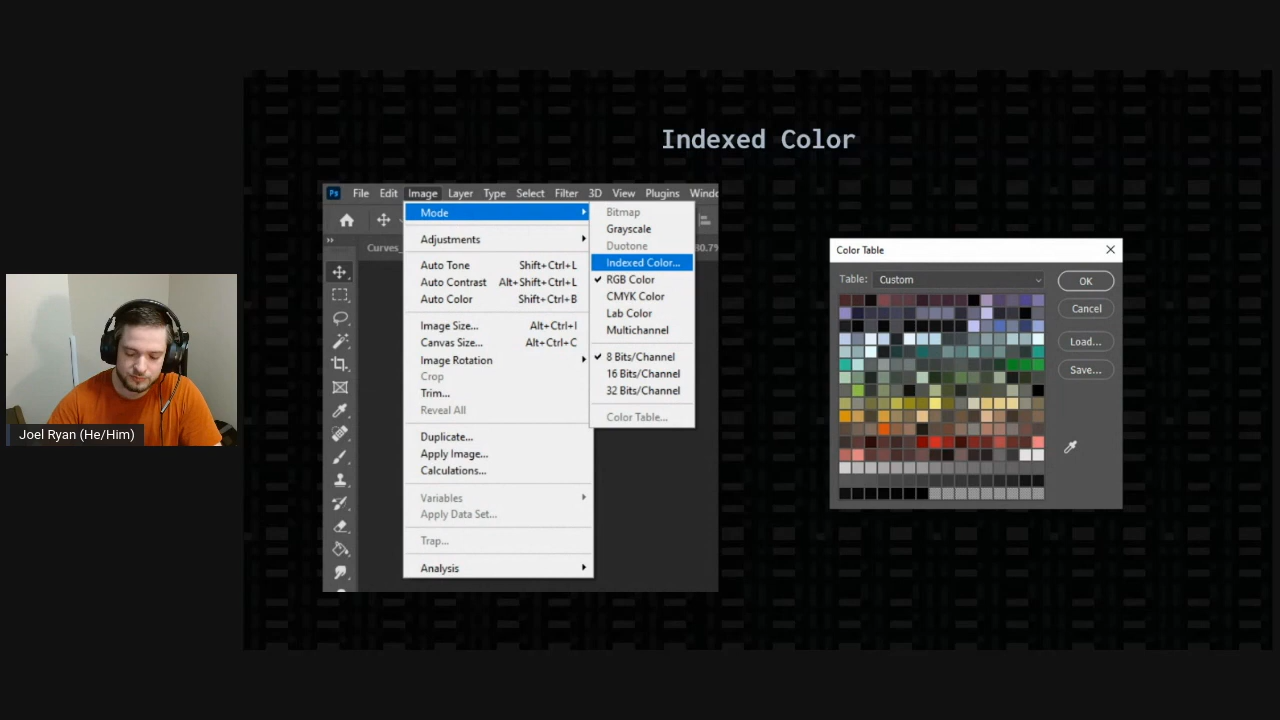 Indexed Color
Ps File Edit Image Layer Type Select Filter 3D View Plugins Windo
Curves_
Mode
Adjustments
Auto Tone Shift+Ctrl+L
Auto Contrast Alt+Shift+Ctrl+L
Auto Color Shift+Ctrl+B
Image Size... Alt+Ctrl+I
Canvas Size... Alt+Ctrl+C
Image Rotation
Crop
Trim...
Reveal All
Duplicate...
Apply Image...
Calculations...
Variables
Apply Data Set...
Trap...
Analysis
Bitmap
Grayscale
Duotone
Indexed Color...
RGB Color
CMYK Color
Lab Color
Multichannel
8 Bits/Channel
16 Bits/Channel
32 Bits/Channel
Color Table...
Color Table
Table: Custom
OK
Cancel
Load...
Save...
Joel Ryan (He/Him)